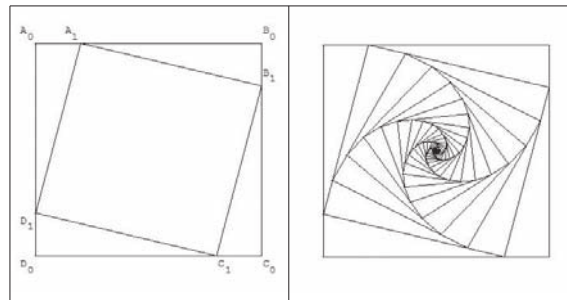 A₀ A₁ B₀
B₁
D₁
D₀ C₁ C₀